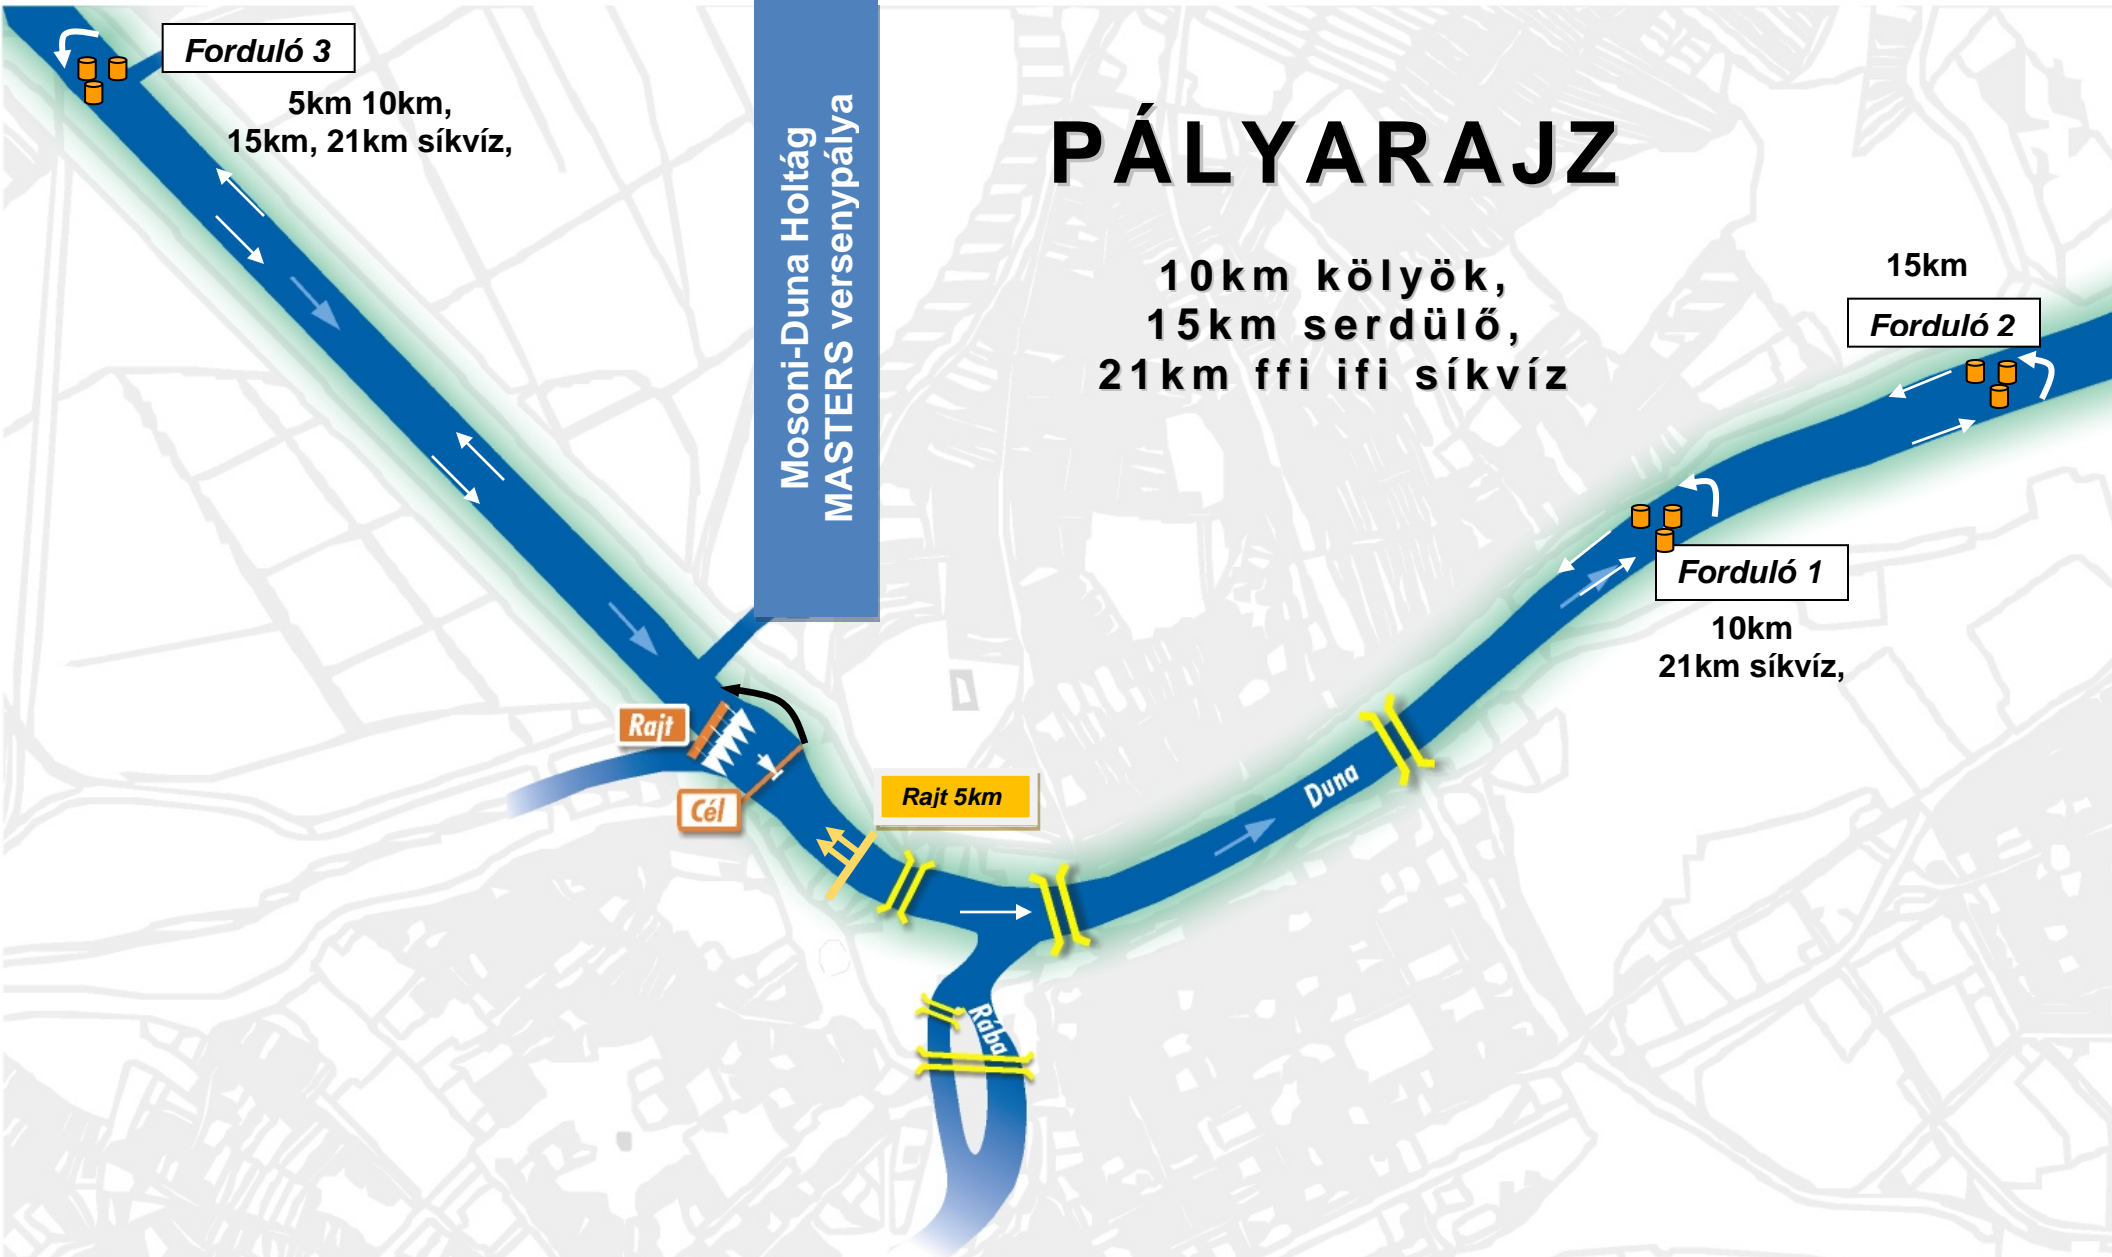 Forduló 3
5km 10km,
15km, 21km síkvíz,
Mosoni-Duna Holtág
MASTERS versenypálya
PÁLYARAJZ
10km kölyök,
15km serdülő,
21km ffi ifi síkvíz
15km
Forduló 2
Forduló 1
10km
21km síkvíz,
Rajt
Cél
Rajt 5km
Duna
Rába